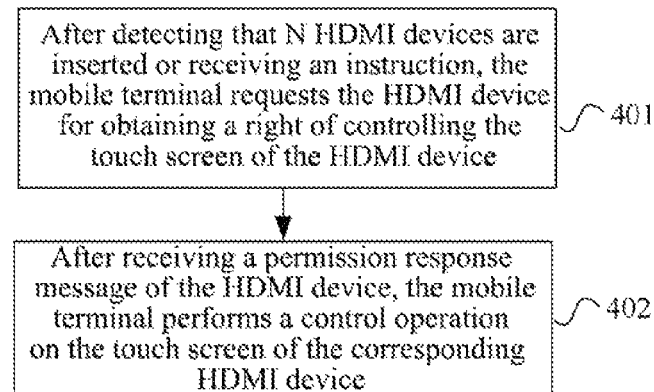 After detecting that N HDMI devices are
inserted or receiving an instruction, the
mobile terminal requests the HDMI device
for obtaining a right of controlling the
touch screen of the HDMI device
401
After receiving a permission response
message of the HDMI device, the mobile
terminal performs a control operation
on the touch screen of the corresponding
HDMI device
402